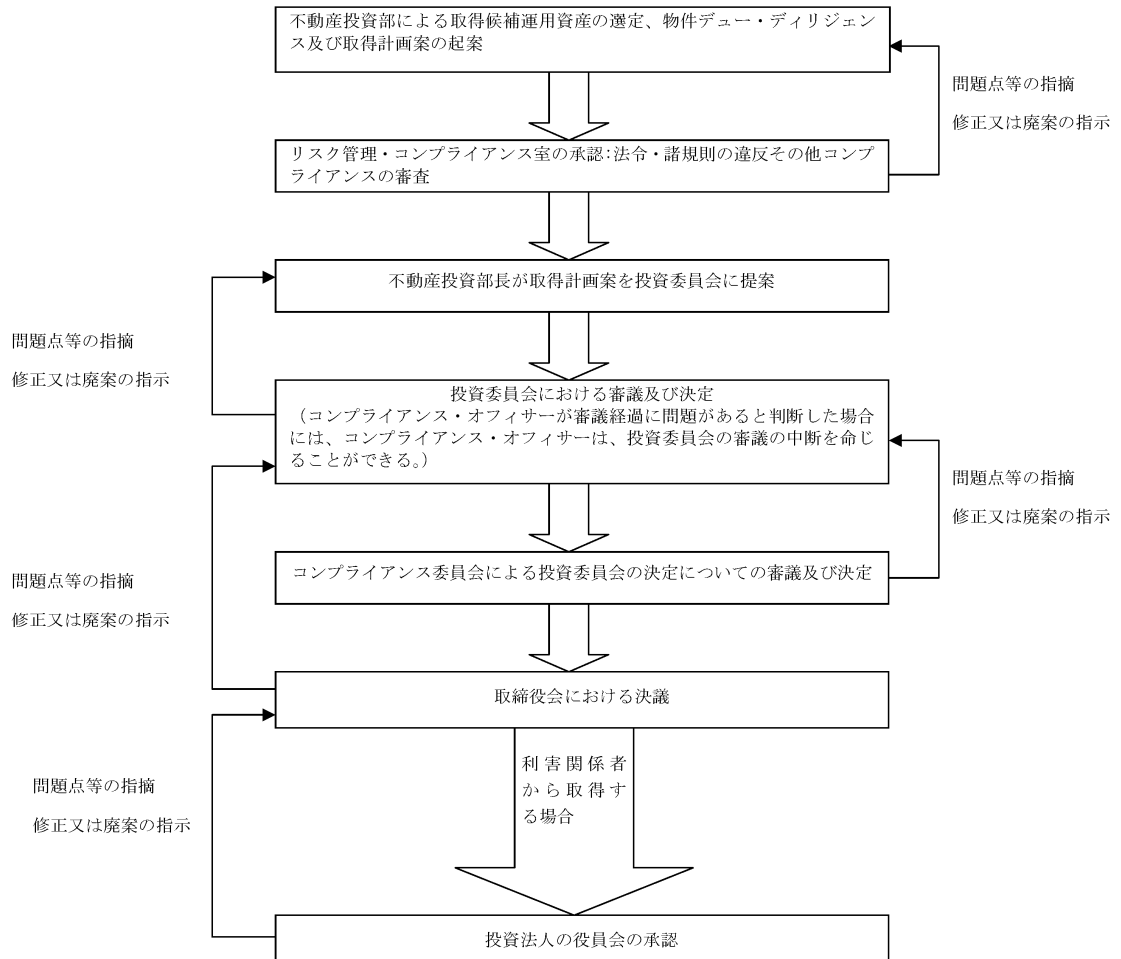 不動産投資部による取得候補運用資産の選定、物件デュー・ディリジェン
ス及び取得計画案の起案
問題点等の指摘
修正又は廃案の指示
リスク管理・コンプライアンス室の承認:法令・諸規則の違反その他コンプ
ライアンスの審査
不動産投資部長が取得計画案を投資委員会に提案
問題点等の指摘
修正又は廃案の指示
投資委員会における審議及び決定
（コンプライアンス・オフィサーが審議経過に問題があると判断した場合
には、コンプライアンス・オフィサーは、投資委員会の審議の中断を命じ
ることができる。）
問題点等の指摘
修正又は廃案の指示
コンプライアンス委員会による投資委員会の決定についての審議及び決定
問題点等の指摘
修正又は廃案の指示
取締役会における決議
利害関係者
から取得す
る場合
問題点等の指摘
修正又は廃案の指示
投資法人の役員会の承認